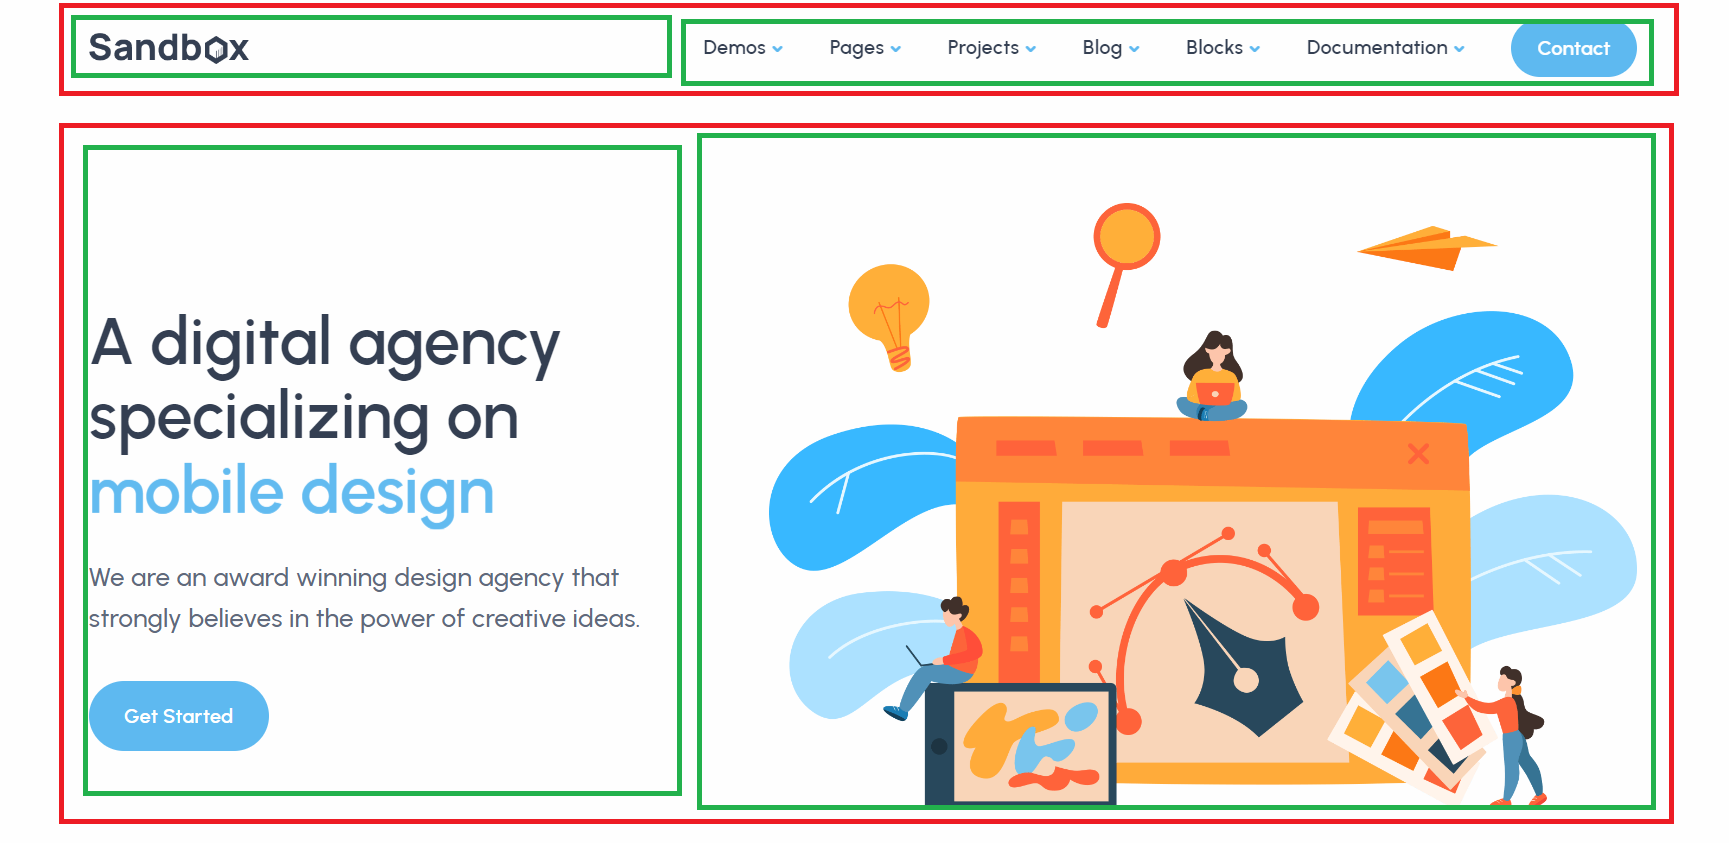 Sandbox
Demos Pages Projects Blog Blocks Documentation Contact
A digital agency
specializing on
mobile design
We are an award winning design agency that
strongly believes in the power of creative ideas.
Get Started